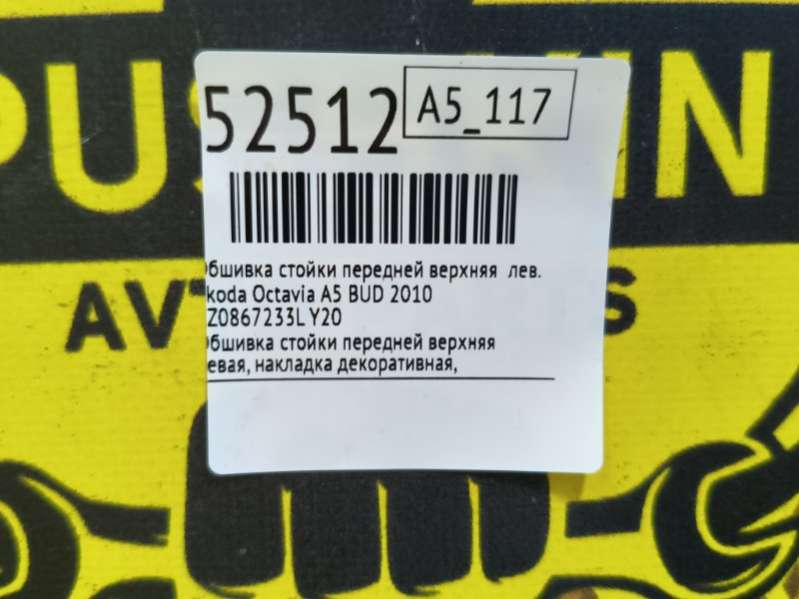 52512
A5_117
бшивка стойки передней верхняя лев.
koda Octavia A5 BUD 2010
Z0867233L Y20
бшивка стойки передней верхняя
евая, накладка декоративная,